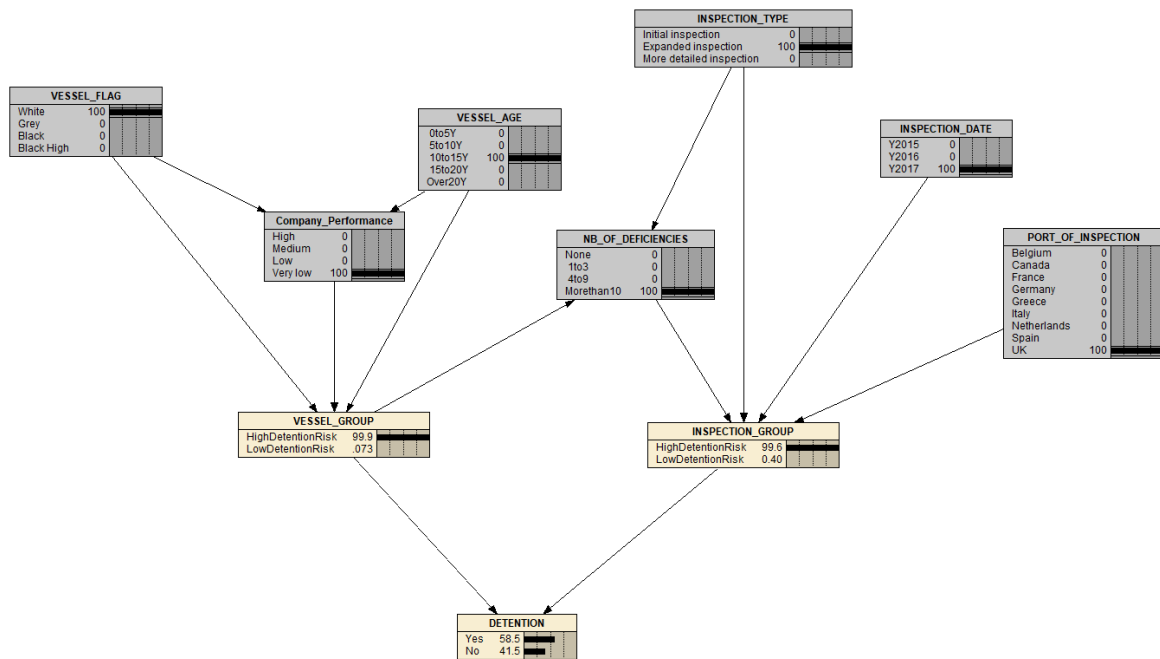 INSPECTION_TYPE
Initial inspection 0
Expanded inspection 100
More detailed inspection 0
VESSEL_FLAG
White 100
Grey 0
Black 0
Black High 0
VESSEL_AGE
0to5Y 0
5to10Y 0
10to15Y 100
15to20Y 0
Over20Y 0
INSPECTION_DATE
Y2015 0
Y2016 0
Y2017 100
Company_Performance
High 0
Medium 0
Low 0
Very low 100
NB_OF_DEFICIENCIES
None 0
1to3 0
4to9 0
Morethan10 100
PORT_OF_INSPECTION
Belgium 0
Canada 0
France 0
Germany 0
Greece 0
Italy 0
Netherlands 0
Spain 0
UK 100
VESSEL_GROUP
HighDetentionRisk 99.9
LowDetentionRisk .073
INSPECTION_GROUP
HighDetentionRisk 99.6
LowDetentionRisk 0.40
DETENTION
Yes 58.5
No 41.5